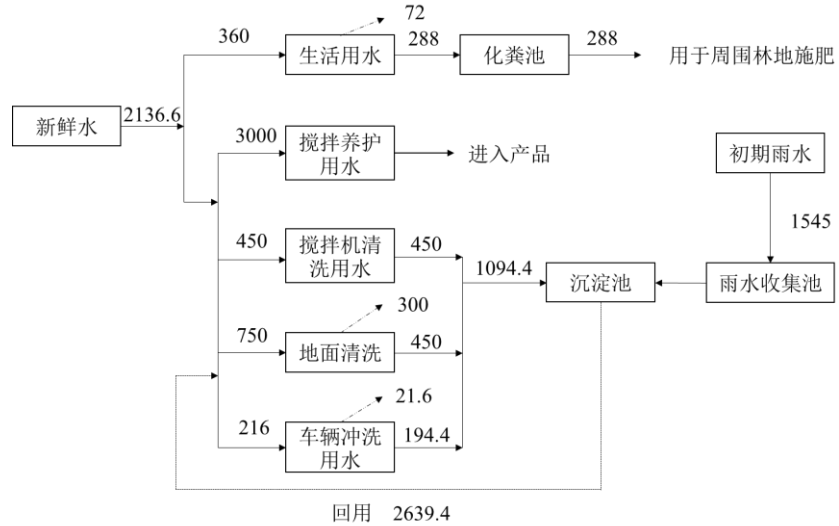 72
360
生活用水
288
化粪池
288
用于周围林地施肥
新鲜水
2136.6
3000
搅拌养护
用水
进入产品
初期雨水
1545
450
搅拌机清
洗用水
450
1094.4
沉淀池
雨水收集池
300
750
地面清洗
450
21.6
216
车辆冲洗
用水
194.4
回用 2639.4